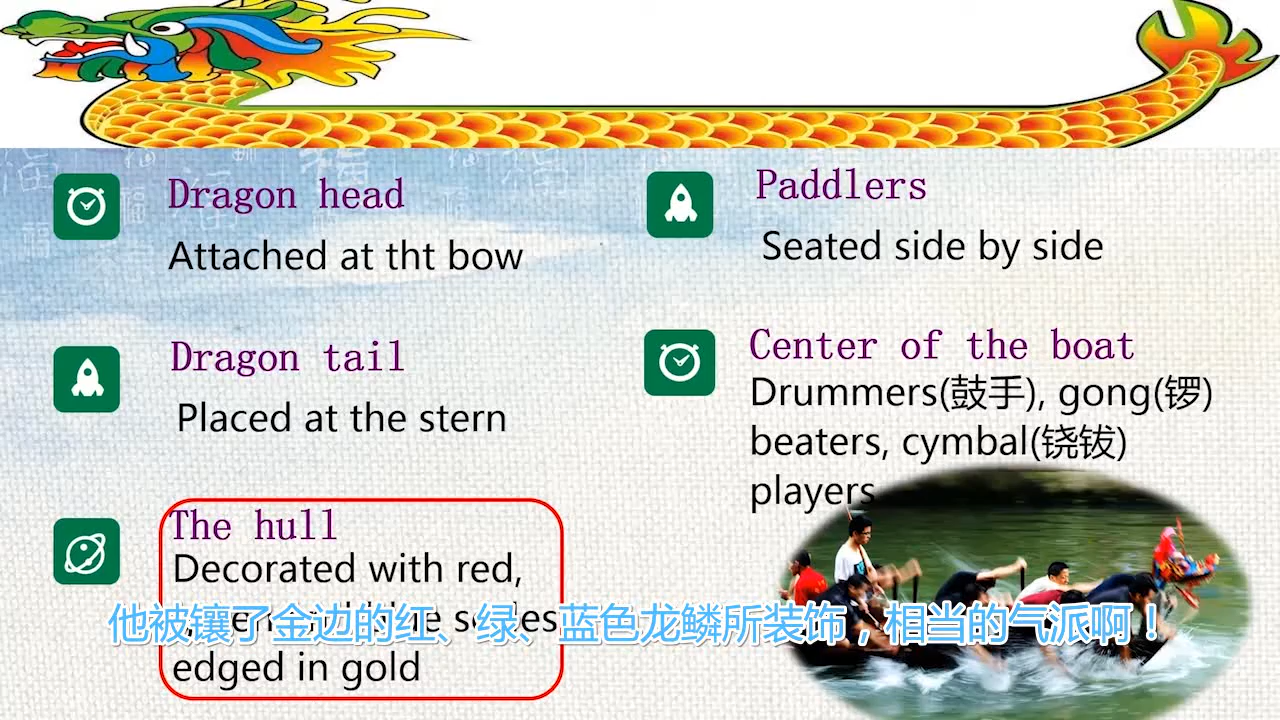 Dragon head
Attached at tht bow
Dragon tail
Placed at the stern
The hull
Decorated with red,
edged in gold
Paddlers
Seated side by side
Center of the boat
Drummers(鼓手), gong(锣)
beaters, cymbal(铙钹)
players
他被镶了金边的红、绿、蓝色龙鳞所装饰，相当的气派啊！